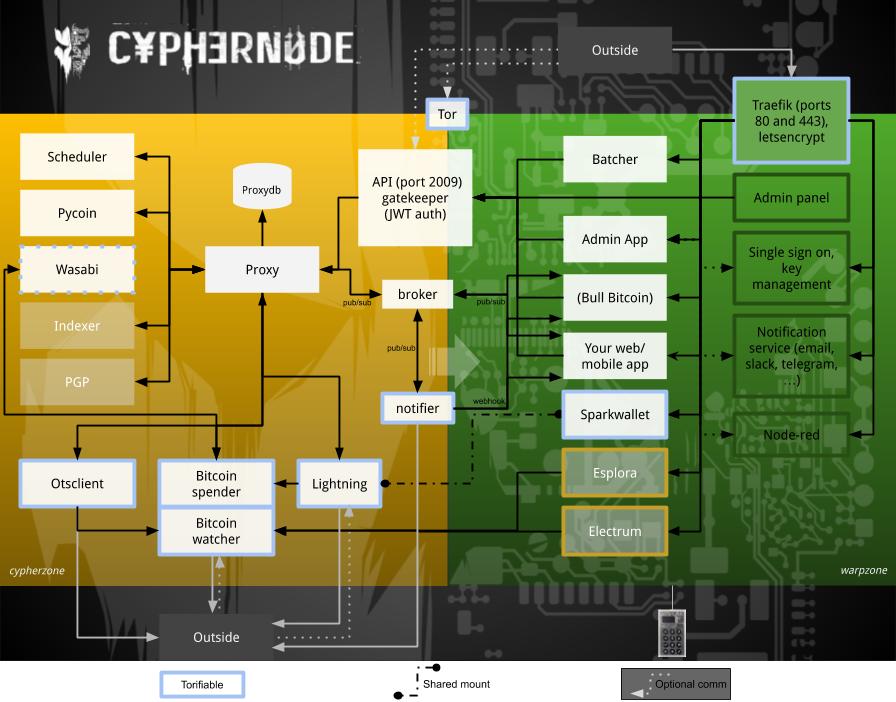 C¥PHERNODE
Outside
Tor
Traefik (ports
80 and 443),
letsencrypt
Scheduler
Pycoin
Wasabi
Indexer
PGP
Proxydb
Proxy
API (port 2009)
gatekeeper
(JWT auth)
broker
pub/sub
pub/sub
pub/sub
notifier
webhook
Batcher
Admin App
(Bull Bitcoin)
Your web/
mobile app
Sparkwallet
Esplora
Electrum
Admin panel
Single sign on,
key
management
Notification
service (email,
slack, telegram,
...)
Node-red
Otsclient
Bitcoin
spender
Bitcoin
watcher
Lightning
cypherzone
warpzone
Outside
Torifiable
Shared mount
Optional comm